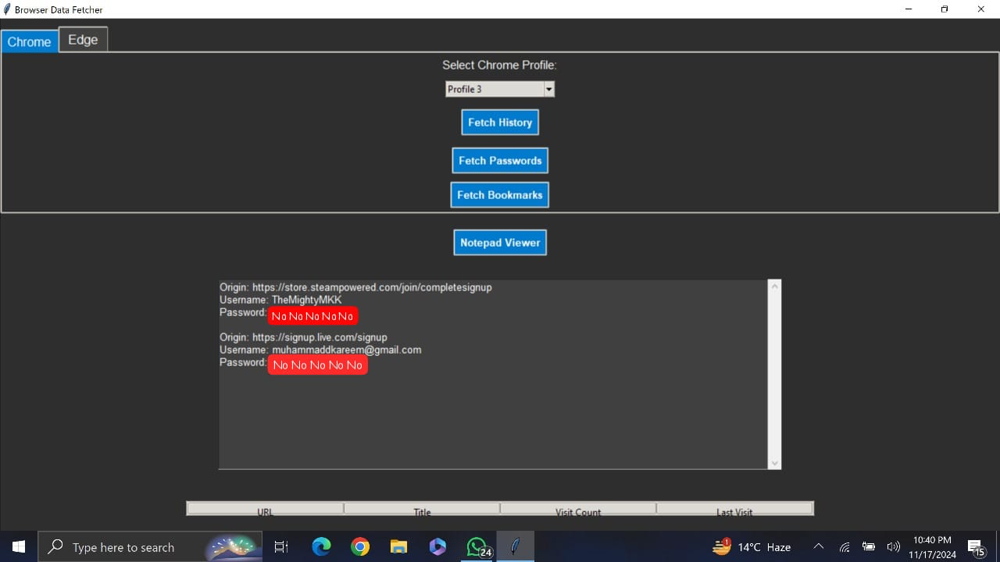 Browser Data Fetcher
Chrome
Edge
Select Chrome Profile:
Profile 3
Fetch History
Fetch Passwords
Fetch Bookmarks
Notepad Viewer
Origin: https://store.steampowered.com/join/completesignup
Username: TheMightyMKK
Password: No No No No No
Origin: https://signup.live.com/signup
Username: muhammaddkareem@gmail.com
Password: No No No No No
URL Title Visit Count Last Visit
Type here to search
24
1
14°C Haze
10:40 PM
11/17/2024
15